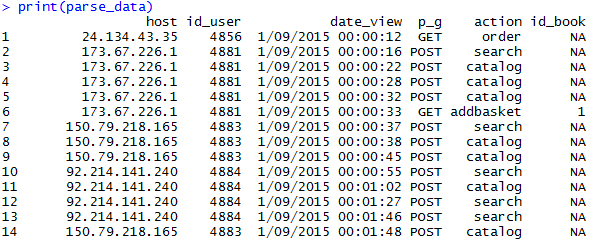 > print(parse_data)
host id_user date_view p_g action id_book
1 24.134.43.35 4856 1/09/2015 00:00:12 GET order NA
2 173.67.226.1 4881 1/09/2015 00:00:16 POST search NA
3 173.67.226.1 4881 1/09/2015 00:00:22 POST catalog NA
4 173.67.226.1 4881 1/09/2015 00:00:28 POST catalog NA
5 173.67.226.1 4881 1/09/2015 00:00:32 POST catalog NA
6 173.67.226.1 4881 1/09/2015 00:00:33 GET addbasket 1
7 150.79.218.165 4883 1/09/2015 00:00:37 POST search NA
8 150.79.218.165 4883 1/09/2015 00:00:38 POST catalog NA
9 150.79.218.165 4883 1/09/2015 00:00:45 POST catalog NA
10 92.214.141.240 4884 1/09/2015 00:00:55 POST search NA
11 92.214.141.240 4884 1/09/2015 00:01:02 POST catalog NA
12 92.214.141.240 4884 1/09/2015 00:01:27 POST search NA
13 92.214.141.240 4884 1/09/2015 00:01:46 POST search NA
14 150.79.218.165 4883 1/09/2015 00:01:48 POST catalog NA